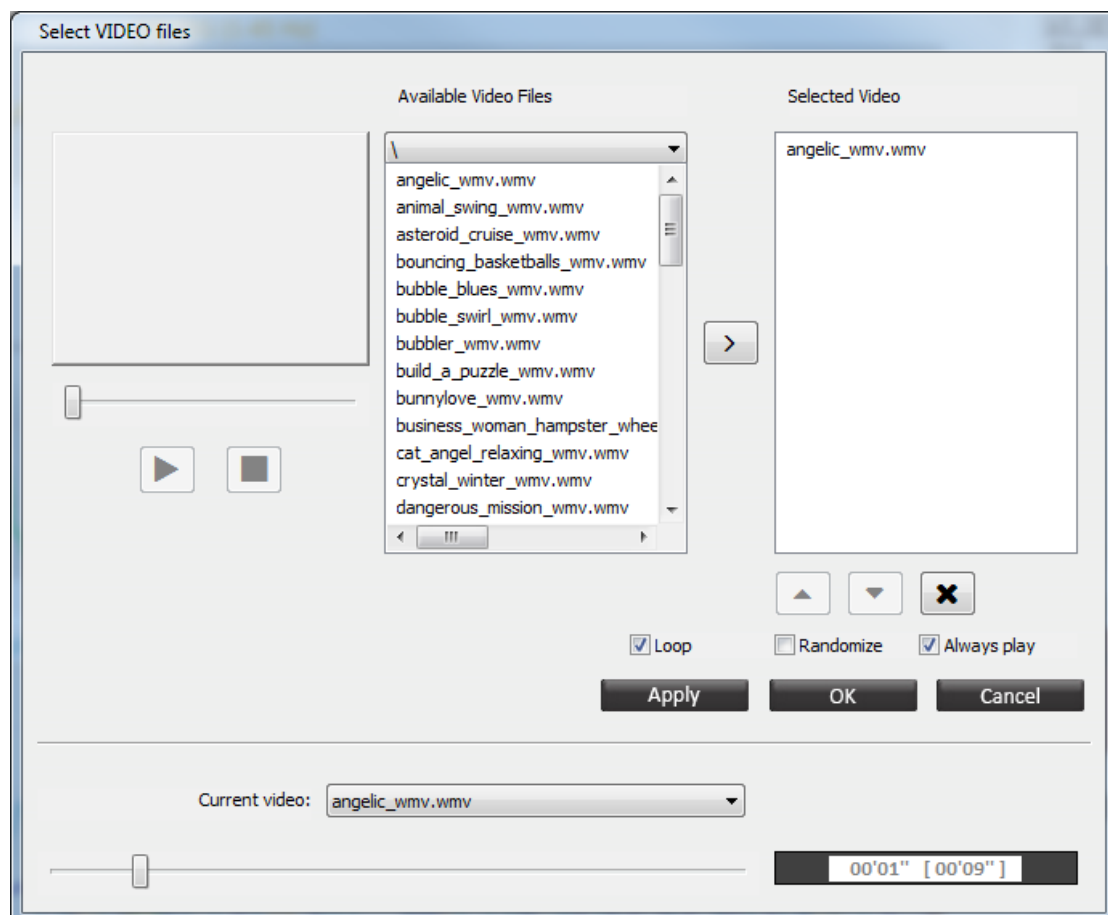 Select VIDEO files
Available Video Files
Selected Video
\
angelic_wmv.wmv
animal_swing_wmv.wmv
asteroid_cruise_wmv.wmv
bouncing_basketballs_wmv.wmv
bubble_blues_wmv.wmv
bubble_swirl_wmv.wmv
bubbler_wmv.wmv
build_a_puzzle_wmv.wmv
bunnylove_wmv.wmv
business_woman_hampster_whee
cat_angel_relaxing_wmv.wmv
crystal_winter_wmv.wmv
dangerous_mission_wmv.wmv
>
angelic_wmv.wmv
Loop
Randomize
Always play
Apply
OK
Cancel
Current video:
angelic_wmv.wmv
00'01" [ 00'09" ]